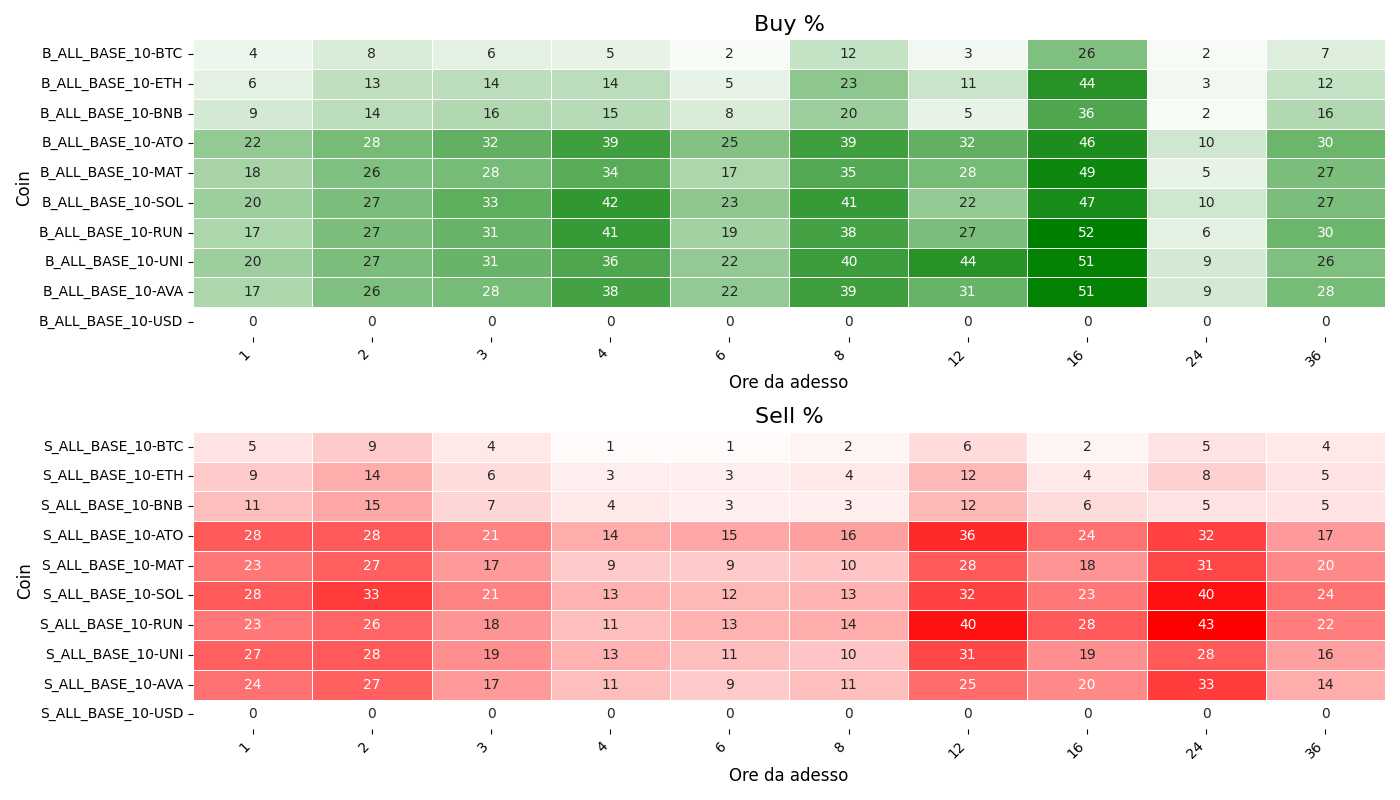 Buy %
Coin
B_ALL_BASE_10-BTC 4 8 6 5 2 12 3 26 2 7
B_ALL_BASE_10-ETH 6 13 14 14 5 23 11 44 3 12
B_ALL_BASE_10-BNB 9 14 16 15 8 20 5 36 2 16
B_ALL_BASE_10-ATO 22 28 32 39 25 39 32 46 10 30
B_ALL_BASE_10-MAT 18 26 28 34 17 35 28 49 5 27
B_ALL_BASE_10-SOL 20 27 33 42 23 41 22 47 10 27
B_ALL_BASE_10-RUN 17 27 31 41 19 38 27 52 6 30
B_ALL_BASE_10-UNI 20 27 31 36 22 40 44 51 9 26
B_ALL_BASE_10-AVA 17 26 28 38 22 39 31 51 9 28
B_ALL_BASE_10-USD 0 0 0 0 0 0 0 0 0 0
1 2 3 4 6 8 12 16 24 36
Ore da adesso
Sell %
Coin
S_ALL_BASE_10-BTC 5 9 4 1 1 2 6 2 5 4
S_ALL_BASE_10-ETH 9 14 6 3 3 4 12 4 8 5
S_ALL_BASE_10-BNB 11 15 7 4 3 3 12 6 5 5
S_ALL_BASE_10-ATO 28 28 21 14 15 16 36 24 32 17
S_ALL_BASE_10-MAT 23 27 17 9 9 10 28 18 31 20
S_ALL_BASE_10-SOL 28 33 21 13 12 13 32 23 40 24
S_ALL_BASE_10-RUN 23 26 18 11 13 14 40 28 43 22
S_ALL_BASE_10-UNI 27 28 19 13 11 10 31 19 28 16
S_ALL_BASE_10-AVA 24 27 17 11 9 11 25 20 33 14
S_ALL_BASE_10-USD 0 0 0 0 0 0 0 0 0 0
1 2 3 4 6 8 12 16 24 36
Ore da adesso